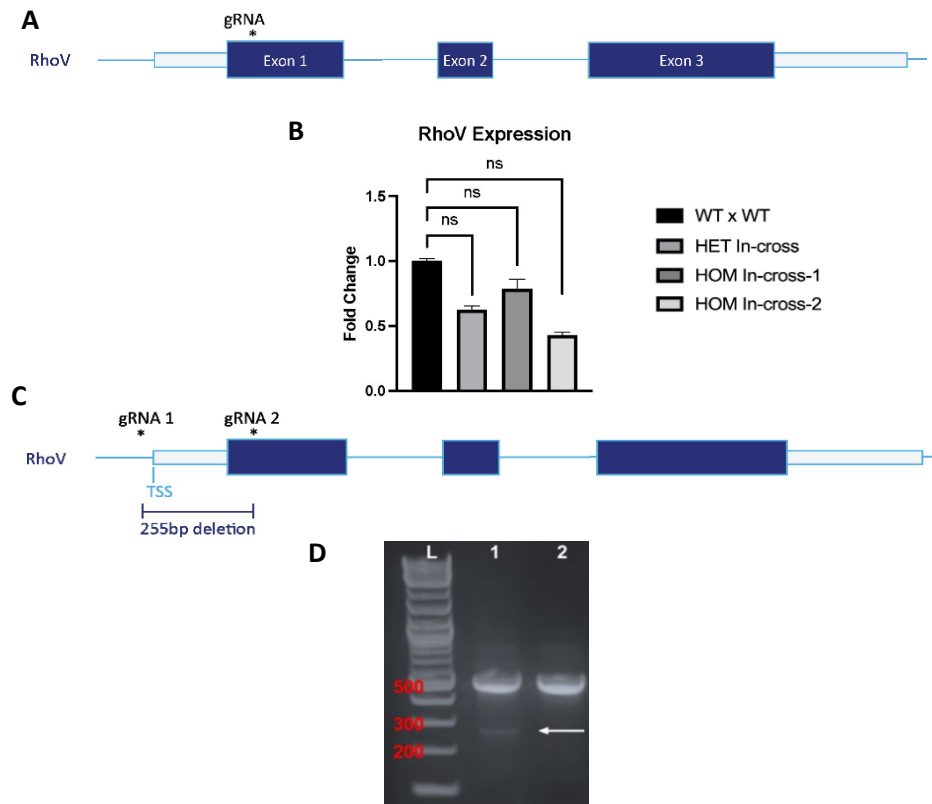 A
gRNA
*
RhoV
Exon 1
Exon 2
Exon 3
B
RhoV Expression
ns
ns
ns
Fold Change
1.5
1.0
0.5
0.0
WT x WT
HET In-cross
HOM In-cross-1
HOM In-cross-2
C
gRNA 1
*
gRNA 2
*
RhoV
TSS
255bp deletion
D
L 1 2
500
300
200